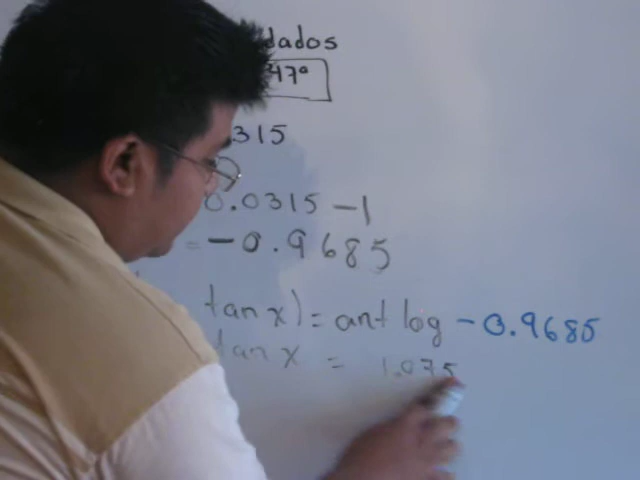 dados
47°
.315
0.0315 - 1
= -0.9685
tan x) = ant log -0.9685
tan x = 1.075